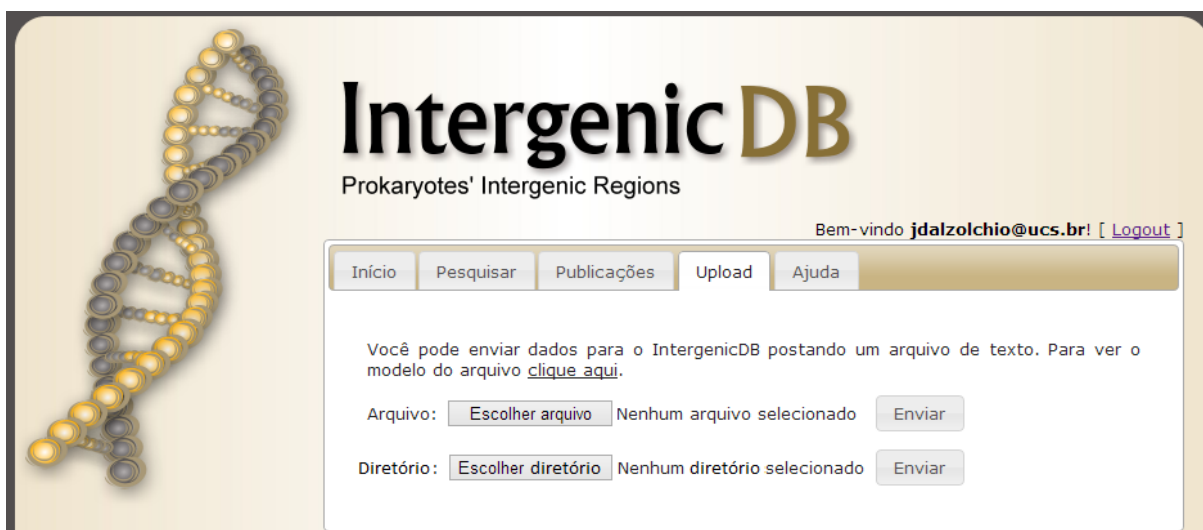 Intergenic DB
Prokaryotes' Intergenic Regions
Bem-vindo jdalzolchio@ucs.br! [ Logout ]
Início Pesquisar Publicações Upload Ajuda
Você pode enviar dados para o IntergenicDB postando um arquivo de texto. Para ver o
modelo do arquivo clique aqui.
Arquivo: Escolher arquivo Nenhum arquivo selecionado Enviar
Diretório: Escolher diretório Nenhum diretório selecionado Enviar